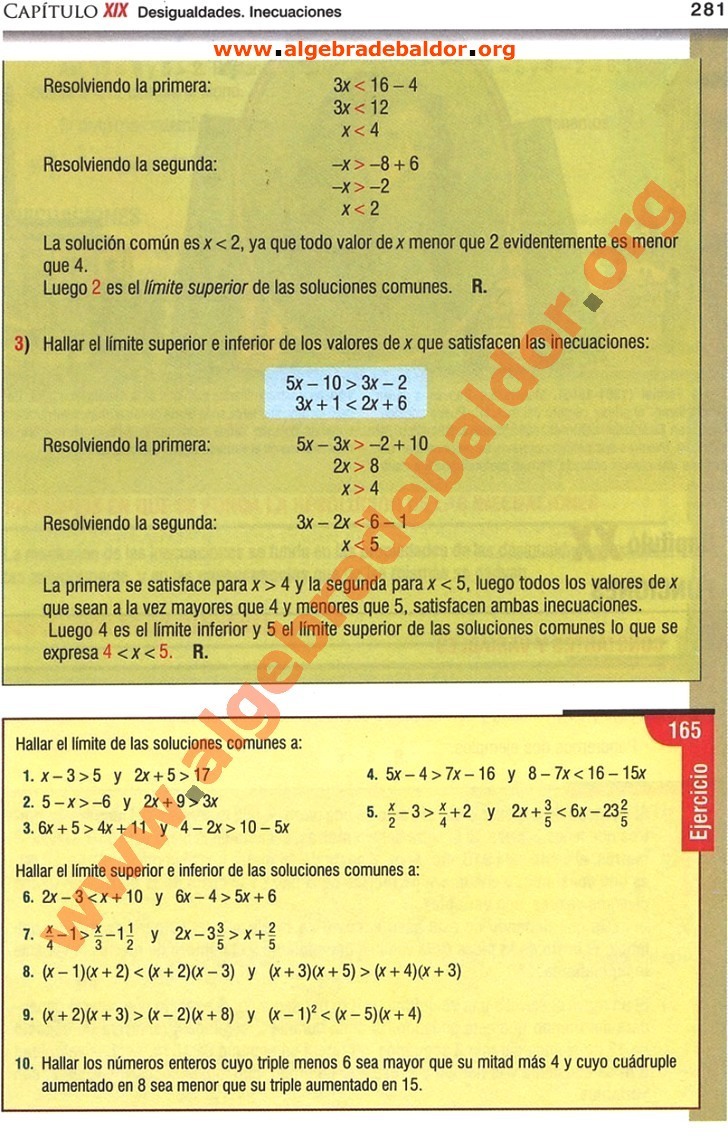 CAPÍTULO XIX Desigualdades. Inecuaciones 281
www.algebradebaldor.org
Resolviendo la primera: 3x < 16 – 4
3x < 12
x < 4
Resolviendo la segunda: –x > –8 + 6
–x > –2
x < 2
La solución común es x < 2, ya que todo valor de x menor que 2 evidentemente es menor
que 4.
Luego 2 es el límite superior de las soluciones comunes. R.
3) Hallar el límite superior e inferior de los valores de x que satisfacen las inecuaciones:
5x – 10 > 3x – 2
3x + 1 < 2x + 6
Resolviendo la primera: 5x – 3x > –2 + 10
2x > 8
x > 4
Resolviendo la segunda: 3x – 2x < 6 – 1
x < 5
La primera se satisface para x > 4 y la segunda para x < 5, luego todos los valores de x
que sean a la vez mayores que 4 y menores que 5, satisfacen ambas inecuaciones.
Luego 4 es el límite inferior y 5 el límite superior de las soluciones comunes lo que se
expresa 4 < x < 5. R.
www.algebradebaldor.org
165
Ejercicio
Hallar el límite de las soluciones comunes a:
1. x – 3 > 5 y 2x + 5 > 17
2. 5 – x > –6 y 2x + 9 > 3x
3. 6x + 5 > 4x + 11 y 4 – 2x > 10 – 5x
4. 5x – 4 > 7x – 16 y 8 – 7x < 16 – 15x
5. x/2 – 3 > x/4 + 2 y 2x + 3/5 < 6x – 23 2/5
Hallar el límite superior e inferior de las soluciones comunes a:
6. 2x – 3 < x + 10 y 6x – 4 > 5x + 6
7. x/4 – 1 > x/3 – 1 1/2 y 2x – 3 3/5 > x + 2/5
8. (x – 1)(x + 2) < (x + 2)(x – 3) y (x + 3)(x + 5) > (x + 4)(x + 3)
9. (x + 2)(x + 3) > (x – 2)(x + 8) y (x – 1)² < (x – 5)(x + 4)
10. Hallar los números enteros cuyo triple menos 6 sea mayor que su mitad más 4 y cuyo cuádruple
aumentado en 8 sea menor que su triple aumentado en 15.